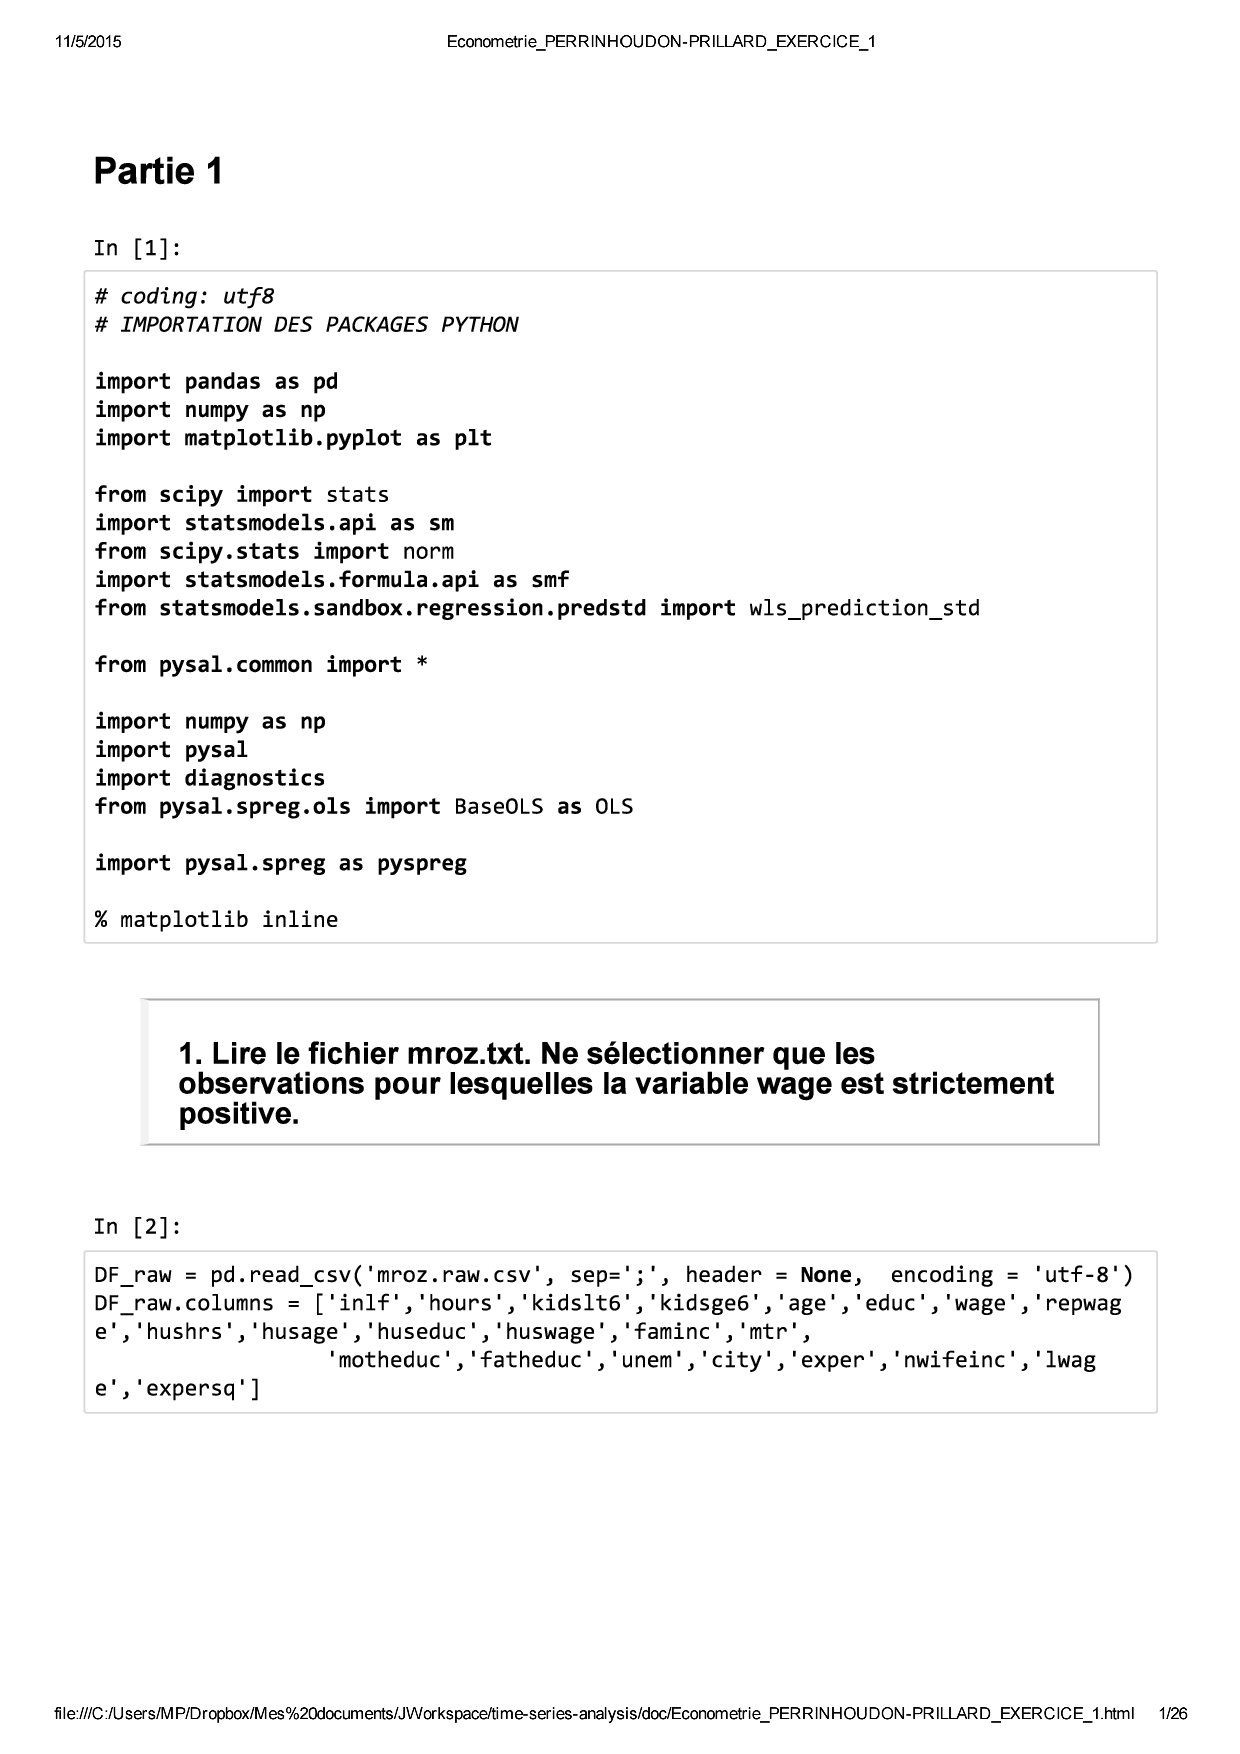 11/5/2015 Econometrie_PERRINHOUDON-PRILLARD_EXERCICE_1
Partie 1
In [1]:
# coding: utf8
# IMPORTATION DES PACKAGES PYTHON
import pandas as pd
import numpy as np
import matplotlib.pyplot as plt
from scipy import stats
import statsmodels.api as sm
from scipy.stats import norm
import statsmodels.formula.api as smf
from statsmodels.sandbox.regression.predstd import wls_prediction_std
from pysal.common import *
import numpy as np
import pysal
import diagnostics
from pysal.spreg.ols import BaseOLS as OLS
import pysal.spreg as pyspreg
% matplotlib inline
1. Lire le fichier mroz.txt. Ne sélectionner que les
observations pour lesquelles la variable wage est strictement
positive.
In [2]:
DF_raw = pd.read_csv('mroz.raw.csv', sep=';', header = None,  encoding = 'utf-8')
DF_raw.columns = ['inlf','hours','kidslt6','kidsge6','age','educ','wage','repwag
e','hushrs','husage','huseduc','huswage','faminc','mtr',
'motheduc','fatheduc','unem','city','exper','nwifeinc','lwag
e','expersq']
file:///C:/Users/MP/Dropbox/Mes%20documents/JWorkspace/time-series-analysis/doc/Econometrie_PERRINHOUDON-PRILLARD_EXERCICE_1.html 1/26